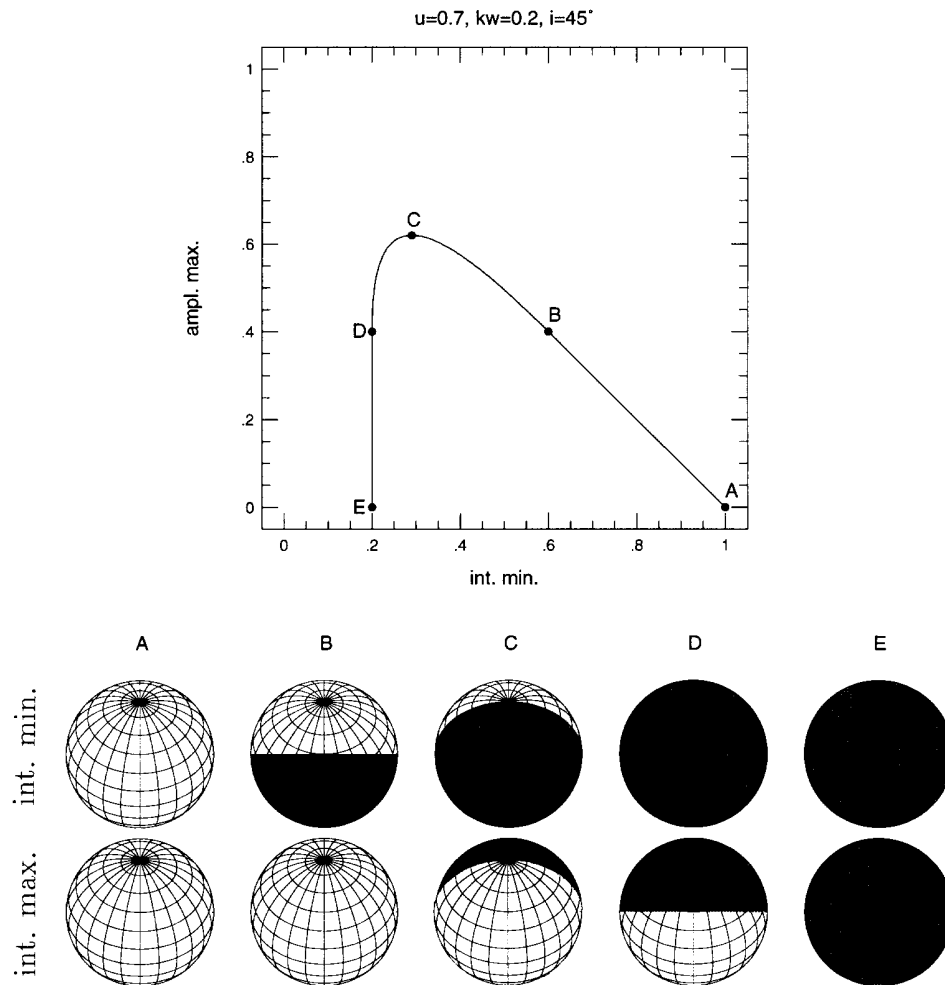 u=0.7, kw=0.2, i=45°
1
.8
.6
.4
.2
0
ampl. max.
C
B
D
E
A
0 .2 .4 .6 .8 1
int. min.
A B C D E
int. min.
int. max.